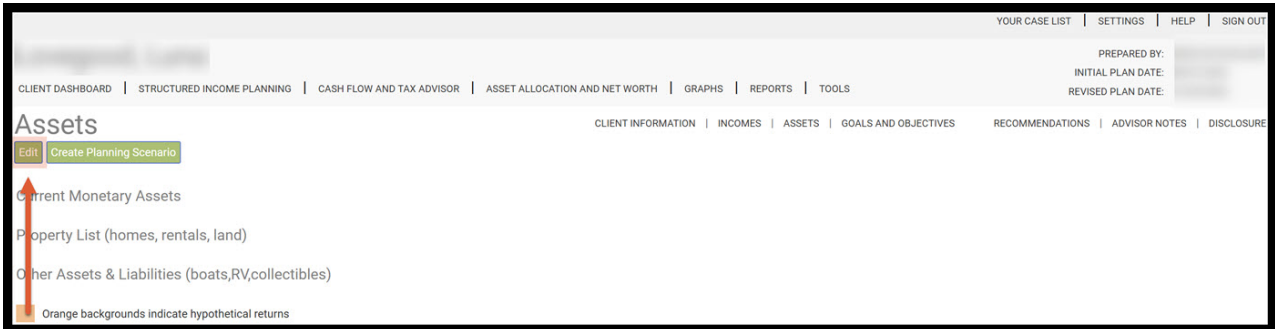 YOUR CASE LIST | SETTINGS | HELP | SIGN OUT
PREPARED BY:
INITIAL PLAN DATE:
REVISED PLAN DATE:
CLIENT DASHBOARD | STRUCTURED INCOME PLANNING | CASH FLOW AND TAX ADVISOR | ASSET ALLOCATION AND NET WORTH | GRAPHS | REPORTS | TOOLS
Assets
CLIENT INFORMATION | INCOMES | ASSETS | GOALS AND OBJECTIVES RECOMMENDATIONS | ADVISOR NOTES | DISCLOSURE
Edit Create Planning Scenario
Current Monetary Assets
Property List (homes, rentals, land)
Other Assets & Liabilities (boats,RV,collectibles)
Orange backgrounds indicate hypothetical returns